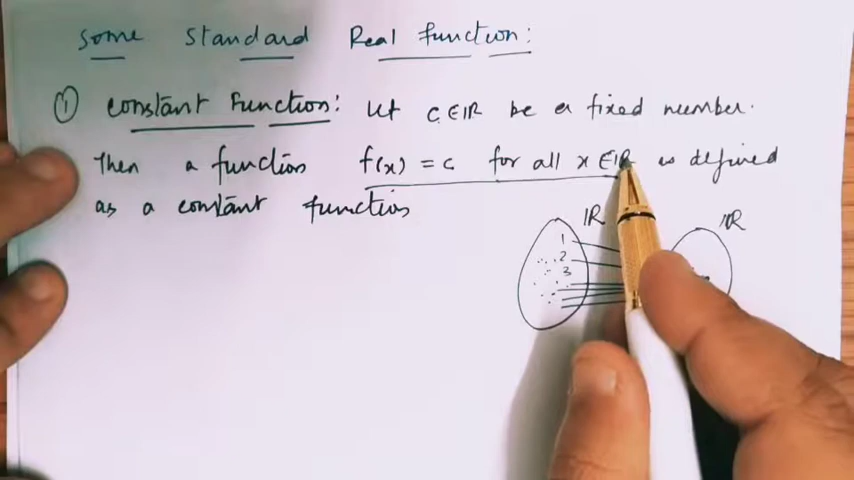 Some Standard Real function:
① Constant Function: Let C∈ℝ be a fixed number.
Then a function f(x) = c for all x ∈ℝ is defined
as a constant function
ℝ ℝ
1
2
3